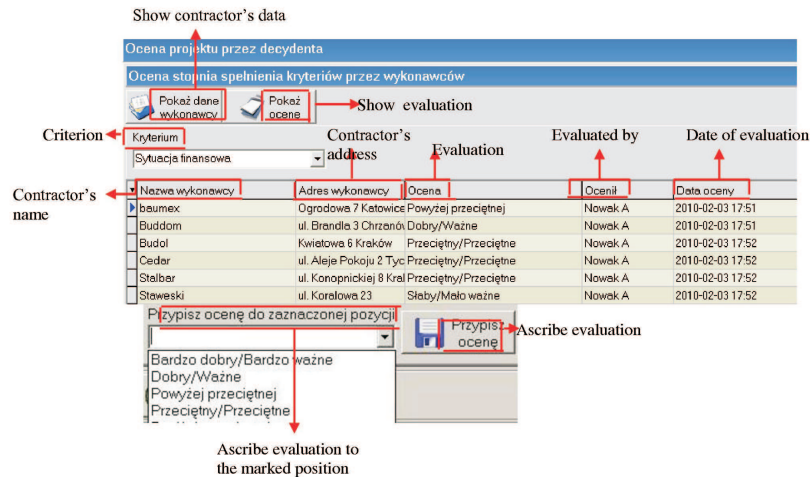 Show contractor's data
Ocena projektu przez decydenta
Ocena stopnia spełnienia kryteriów przez wykonawców
Pokaż dane
wykonawcy
Pokaż
ocenę
Show evaluation
Criterion
Kryterium
Contractor's
address
Evaluation
Evaluated by
Date of evaluation
Sytuacja finansowa
Contractor's
name
Nazwa wykonawcy Adres wykonawcy Ocena Ocenił Data oceny
baumex Ogrodowa 7 Katowice Powyżej przeciętnej Nowak A 2010-02-03 17:51
Buddom ul. Brandla 3 Chrzanów Dobry/Ważne Nowak A 2010-02-03 17:51
Budol Kwiatowa 6 Kraków Przeciętny/Przeciętne Nowak A 2010-02-03 17:52
Cedar ul. Aleje Pokoju 2 Tyc Przeciętny/Przeciętne Nowak A 2010-02-03 17:52
Stalbar ul. Konopnickiej 8 Kral Przeciętny/Przeciętne Nowak A 2010-02-03 17:52
Staweski ul. Koralowa 23 Słaby/Mało ważne Nowak A 2010-02-03 17:52
Przypisz ocenę do zaznaczonej pozycji
Przypisz
ocenę
Ascribe evaluation
Bardzo dobry/Bardzo ważne
Dobry/Ważne
Powyżej przeciętnej
Przeciętny/Przeciętne
Ascribe evaluation to
the marked position